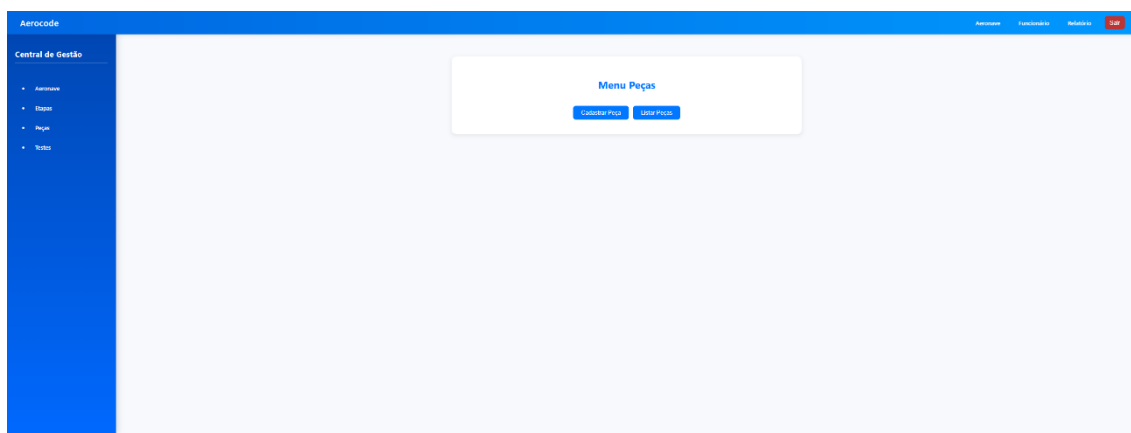 Aerocode
Aeronave Funcionário Relatório Sair
Central de Gestão
Aeronave
Etapas
Peças
Testes
Menu Peças
Cadastrar Peça Listar Peças